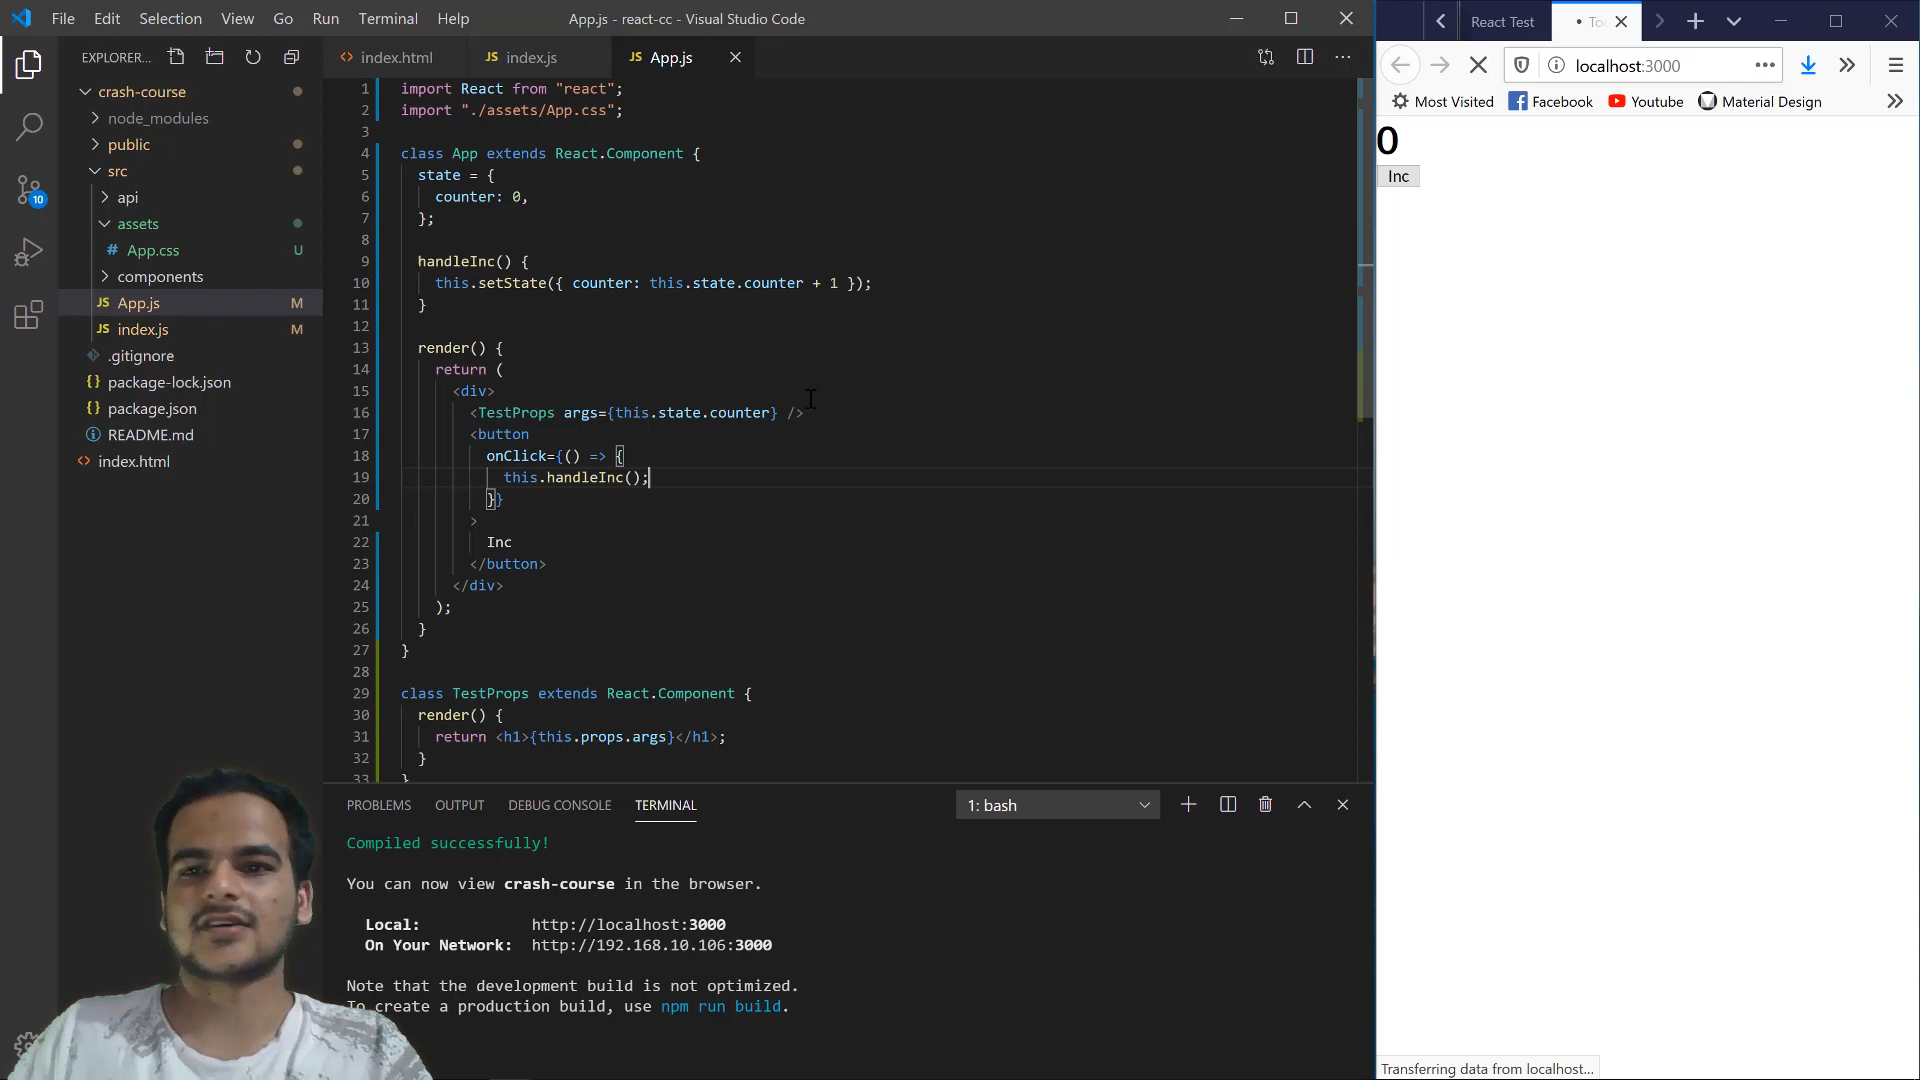 File Edit Selection View Go Run Terminal Help
App.js - react-cc - Visual Studio Code
EXPLORER...
crash-course
node_modules
public
src
api
assets
# App.css U
components
JS App.js M
JS index.js M
.gitignore
{} package-lock.json
{} package.json
README.md
<> index.html
10
<> index.html
JS index.js
JS App.js
1 import React from "react";
2 import "./assets/App.css";
3
4 class App extends React.Component {
5 state = {
6 counter: 0,
7 };
8
9 handleInc() {
10 this.setState({ counter: this.state.counter + 1 });
11 }
12
13 render() {
14 return (
15 <div>
16 <TestProps args={this.state.counter} />
17 <button
18 onClick={() => {
19 this.handleInc();
20 }}
21 >
22 Inc
23 </button>
24 </div>
25 );
26 }
27 }
28
29 class TestProps extends React.Component {
30 render() {
31 return <h1>{this.props.args}</h1>;
32 }
33 }
PROBLEMS OUTPUT DEBUG CONSOLE TERMINAL
1: bash
Compiled successfully!
You can now view crash-course in the browser.
Local: http://localhost:3000
On Your Network: http://192.168.10.106:3000
Note that the development build is not optimized.
To create a production build, use npm run build.
React Test
localhost:3000
Most Visited Facebook Youtube Material Design
0
Inc
Transferring data from localhost...